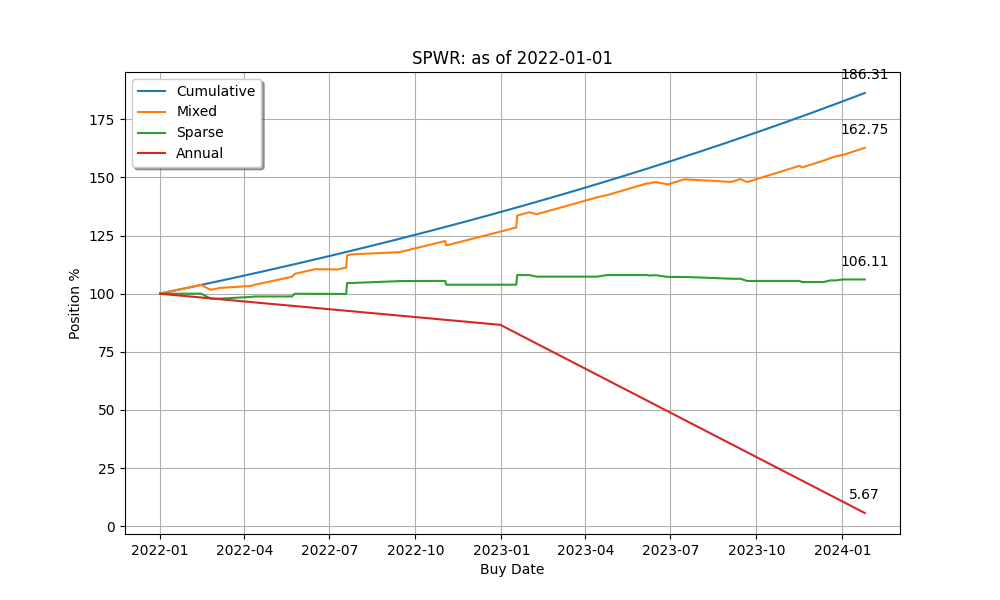 SPWR: as of 2022-01-01
Cumulative
Mixed
Sparse
Annual
186.31
162.75
106.11
5.67
175
150
125
100
75
50
25
0
Position %
2022-01 2022-04 2022-07 2022-10 2023-01 2023-04 2023-07 2023-10 2024-01
Buy Date